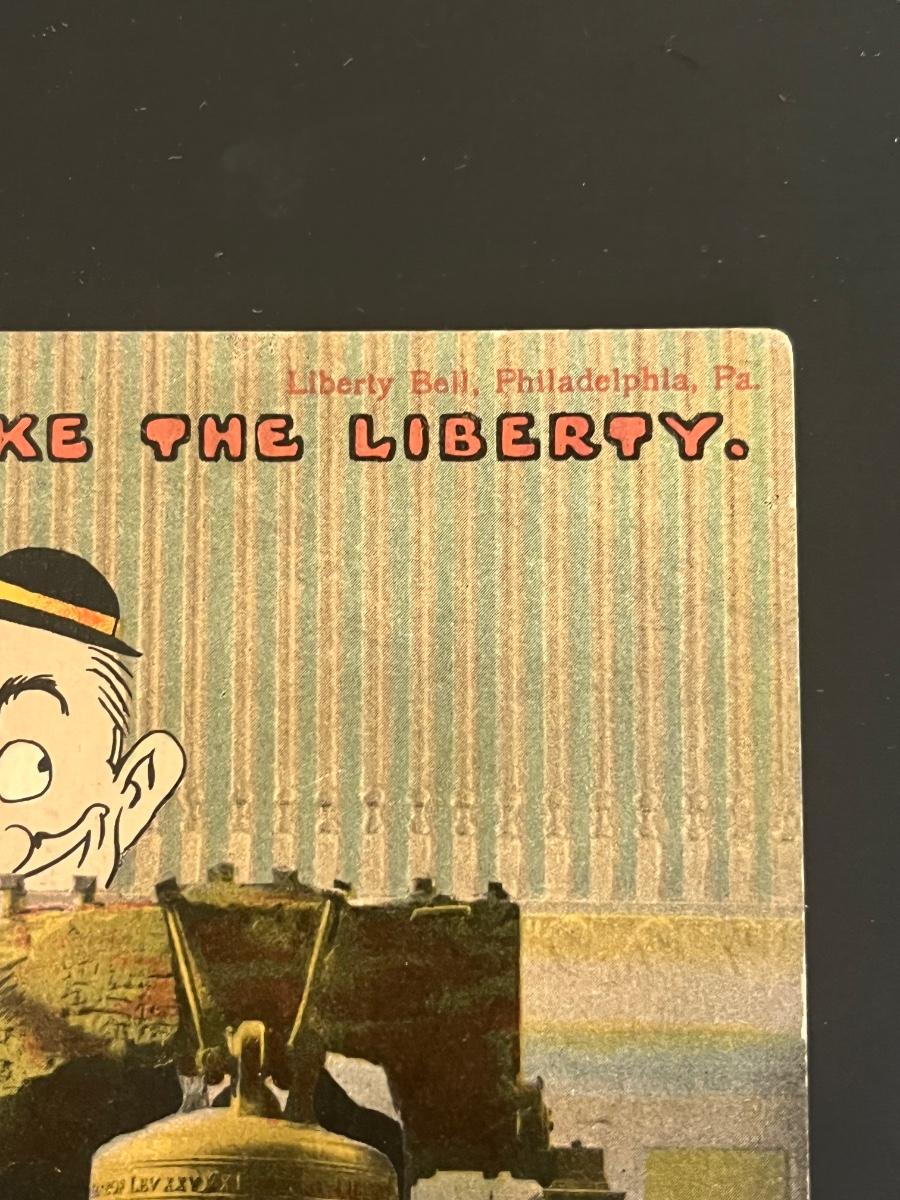 Liberty Bell, Philadelphia, Pa.
KE THE LIBERTY.